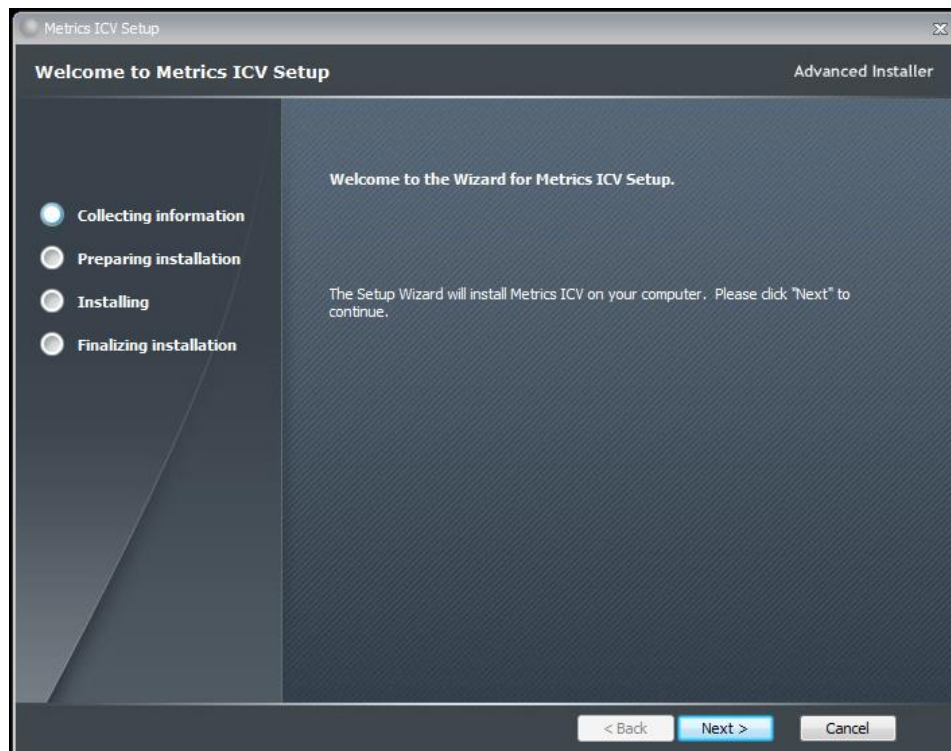 Metrics ICV Setup
Welcome to Metrics ICV Setup
Advanced Installer
Collecting information
Preparing installation
Installing
Finalizing installation
Welcome to the Wizard for Metrics ICV Setup.
The Setup Wizard will install Metrics ICV on your computer.  Please click "Next" to
continue.
< Back
Next >
Cancel